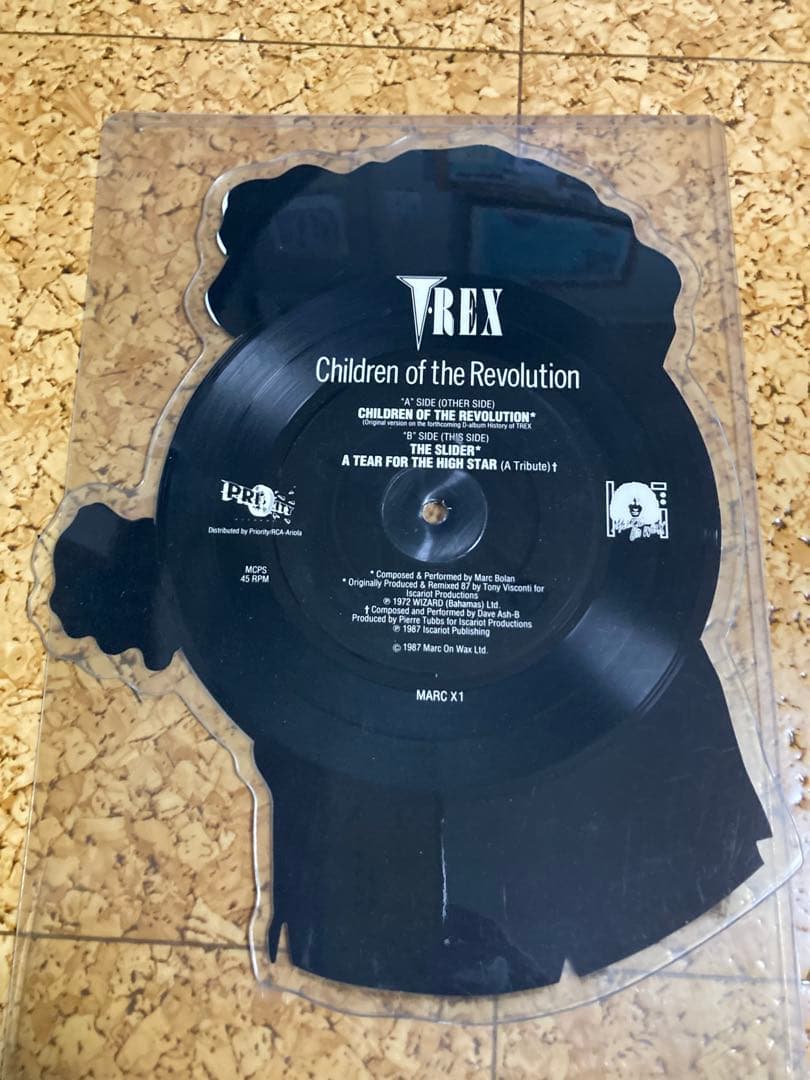 T·REX
Children of the Revolution
"A" SIDE (OTHER SIDE)
CHILDREN OF THE REVOLUTION*
(Original version on the forthcoming D-album History of TREX
"B" SIDE (THIS SIDE)
THE SLIDER*
A TEAR FOR THE HIGH STAR (A Tribute)†
PRIORITY
Distributed by Priority/RCA-Ariola
MCPS
45 RPM
* Composed & Performed by Marc Bolan
* Originally Produced & Remixed 87 by Tony Visconti for
Iscariot Productions
℗ 1972 WIZARD (Bahamas) Ltd.
† Composed and Performed by Dave Ash-B
Produced by Pierre Tubbs for Iscariot Productions
℗ 1987 Iscariot Publishing
© 1987 Marc On Wax Ltd.
MARC X1